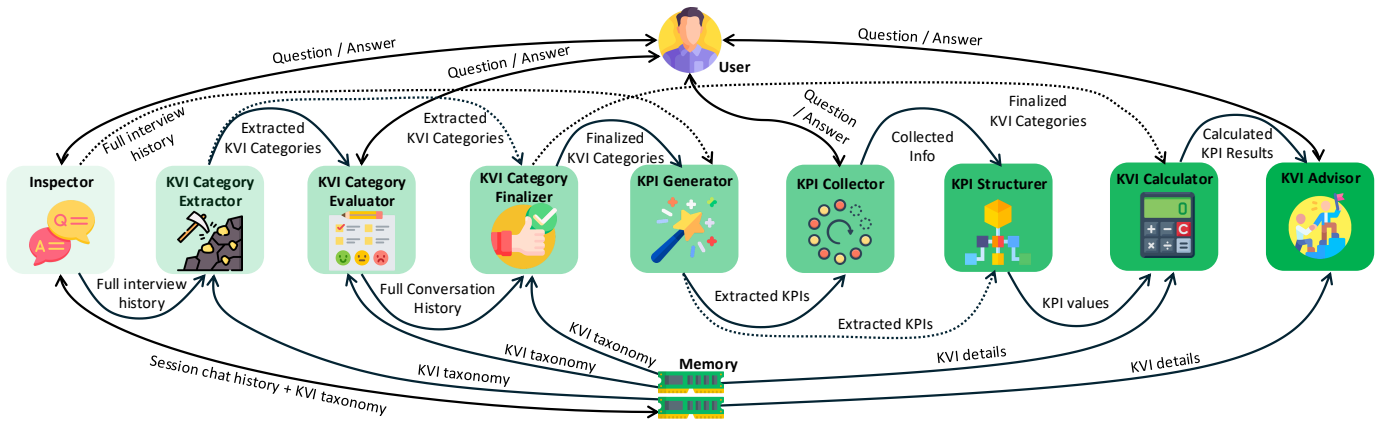 User
Question / Answer
Question / Answer
Question / Answer
Question
/ Answer
Full interview
history
Extracted
KVI Categories
Extracted
KVI Categories
Finalized
KVI Categories
Collected
Info
Finalized
KVI Categories
Calculated
KPI Results
Inspector
Q
A
KVI Category
Extractor
KVI Category
Evaluator
KVI Category
Finalizer
KPI Generator
KPI Collector
KPI Structurer
KVI Calculator
0
C
KVI Advisor
Full interview
history
Full Conversation
History
Extracted KPIs
Extracted KPIs
KPI values
KVI taxonomy
KVI taxonomy
KVI taxonomy
Session chat history + KVI taxonomy
Memory
KVI details
KVI details